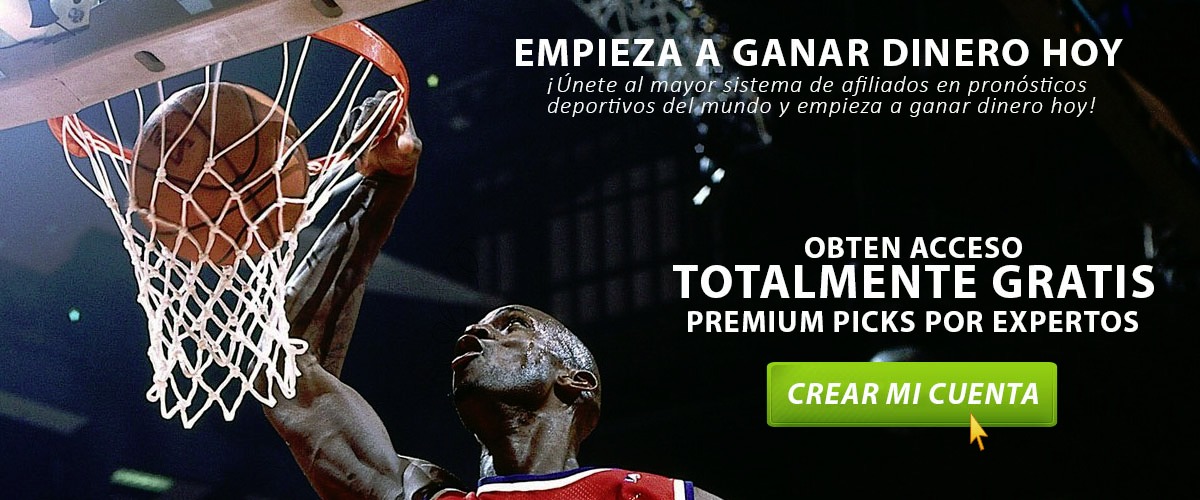 EMPIEZA A GANAR DINERO HOY
¡Únete al mayor sistema de afiliados en pronósticos
deportivos del mundo y empieza a ganar dinero hoy!
OBTEN ACCESO
TOTALMENTE GRATIS
PREMIUM PICKS POR EXPERTOS
CREAR MI CUENTA